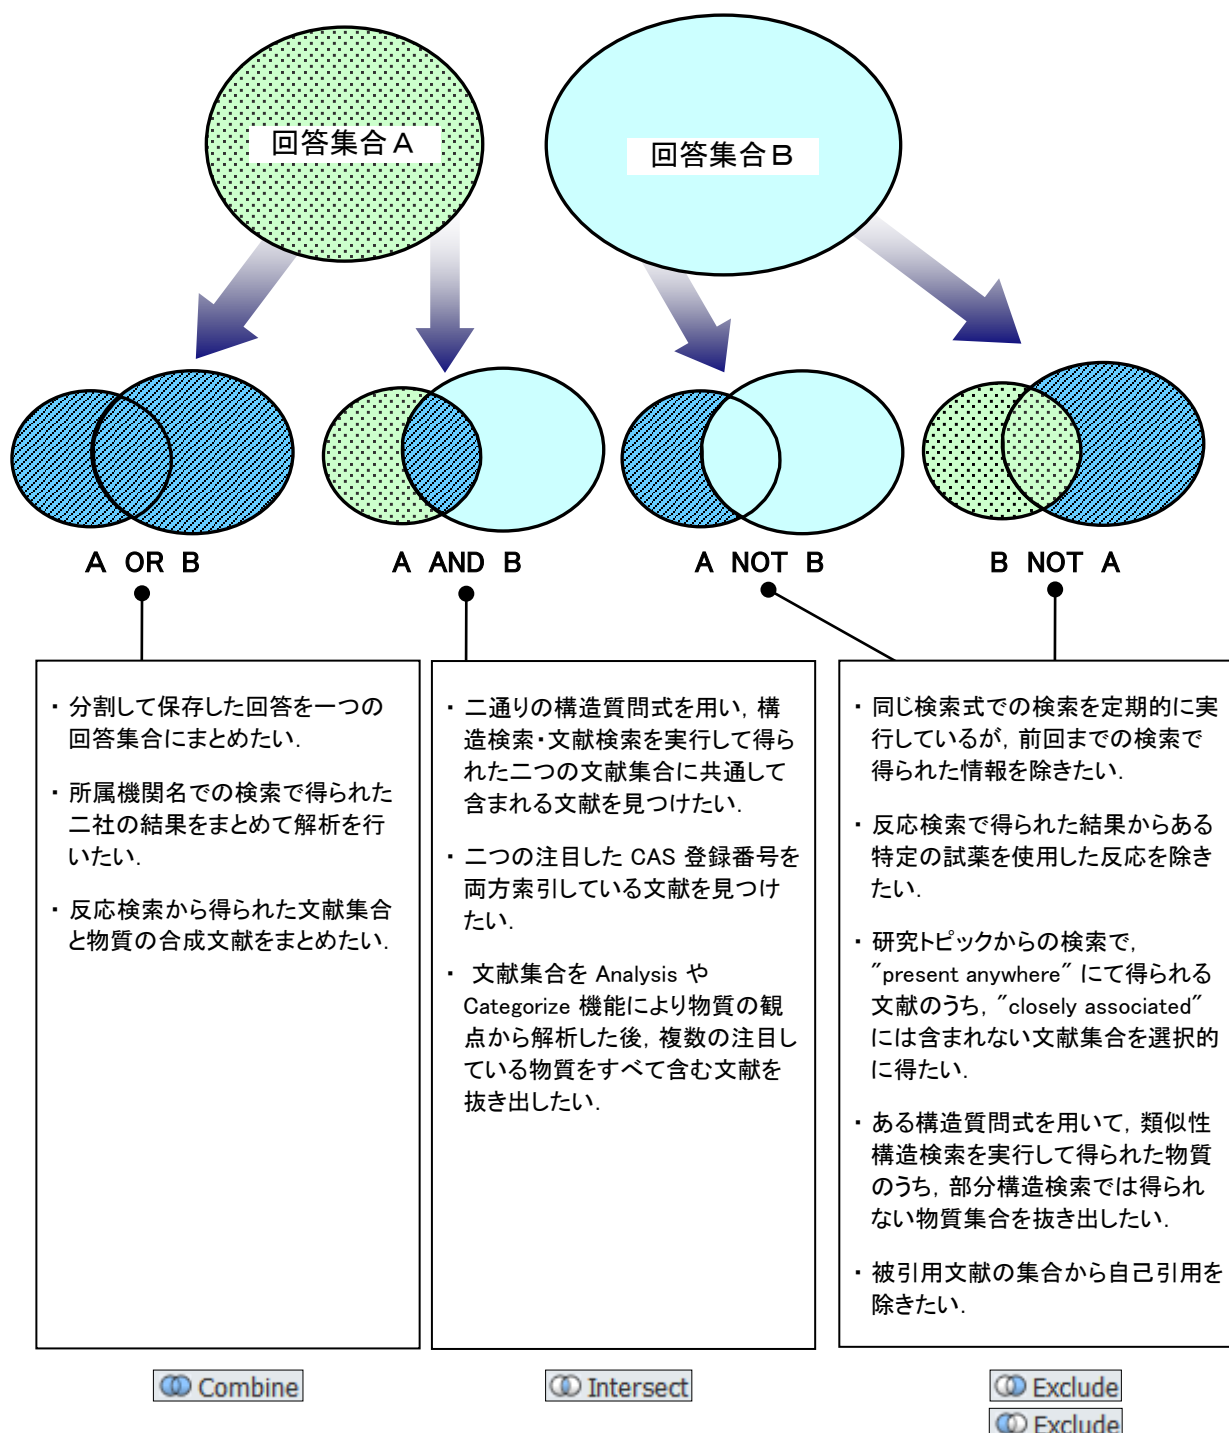 回答集合A
回答集合B
A OR B
A AND B
A NOT B
B NOT A
・ 分割して保存した回答を一つの
回答集合にまとめたい.
・ 所属機関名での検索で得られた
二社の結果をまとめて解析を行
いたい.
・ 反応検索から得られた文献集合
と物質の合成文献をまとめたい.
・ 二通りの構造質問式を用い, 構
造検索・文献検索を実行して得ら
れた二つの文献集合に共通して
含まれる文献を見つけたい.
・ 二つの注目した CAS 登録番号を
両方索引している文献を見つけ
たい.
・ 文献集合を Analysis や
Categorize 機能により物質の観
点から解析した後, 複数の注目し
ている物質をすべて含む文献を
抜き出したい.
・ 同じ検索式での検索を定期的に実
行しているが, 前回までの検索で
得られた情報を除きたい.
・ 反応検索で得られた結果からある
特定の試薬を使用した反応を除き
たい.
・ 研究トピックからの検索で,
"present anywhere" にて得られる
文献のうち, "closely associated"
には含まれない文献集合を選択的
に得たい.
・ ある構造質問式を用いて, 類似性
構造検索を実行して得られた物質
のうち, 部分構造検索では得られ
ない物質集合を抜き出したい.
・ 被引用文献の集合から自己引用を
除きたい.
Combine
Intersect
Exclude
Exclude